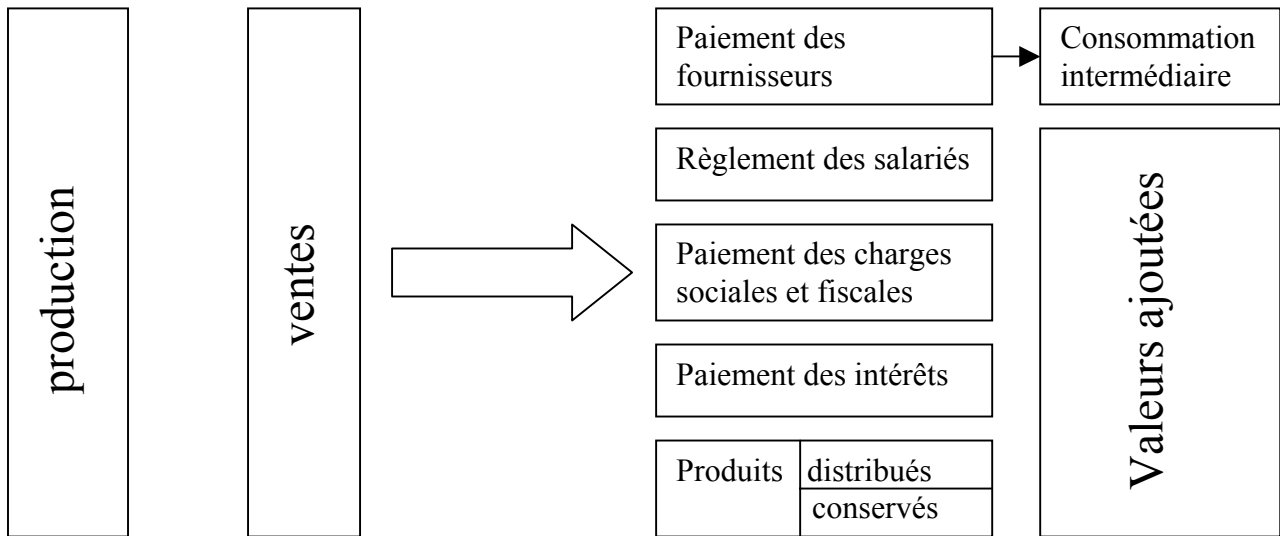 production
ventes
Paiement des
fournisseurs
Consommation
intermédiaire
Règlement des salariés
Paiement des charges
sociales et fiscales
Paiement des intérêts
Produits
distribués
conservés
Valeurs ajoutées